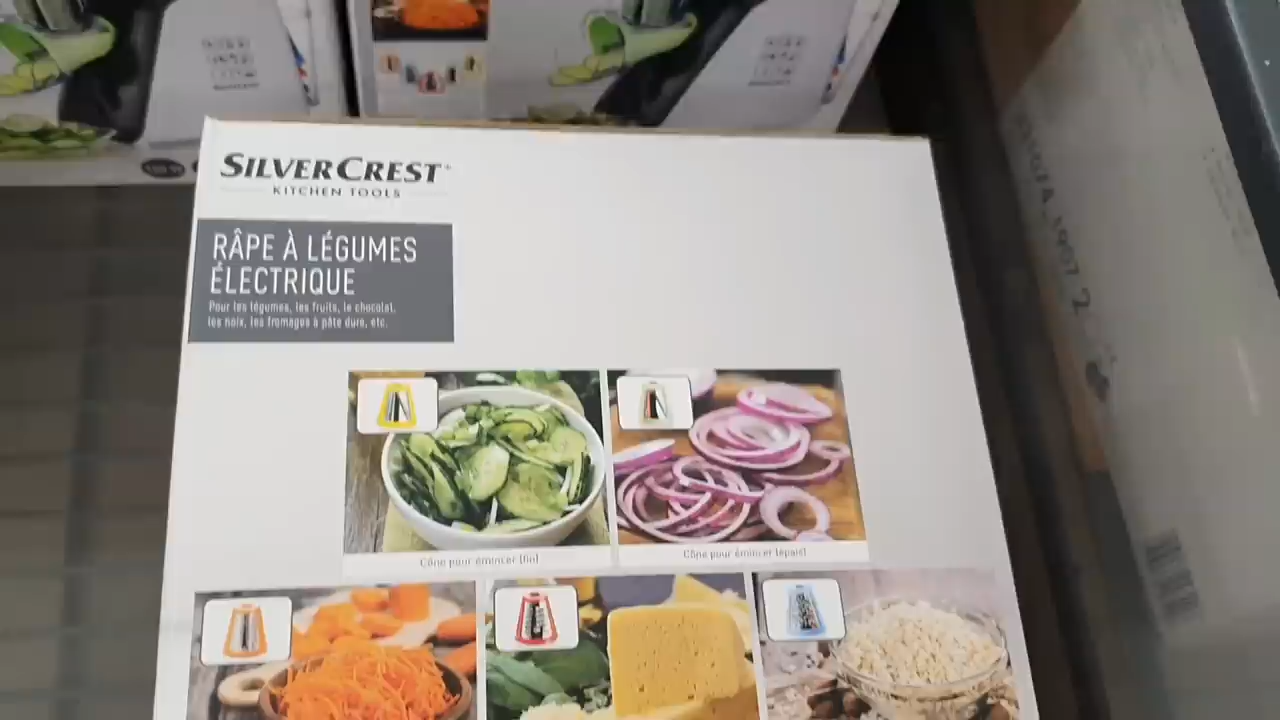 SILVERCREST
KITCHEN TOOLS
RÂPE À LÉGUMES
ÉLECTRIQUE
Pour les légumes, les fruits, le chocolat,
les noix, les fromages à pâte dure, etc.
Cône pour émincer (fin)
Cône pour émincer (épais)